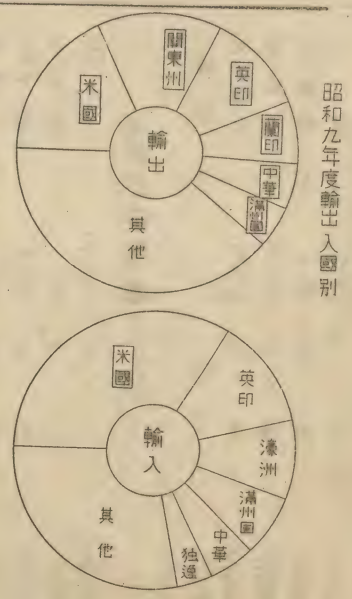 昭和九年度輸出入國別
輸出
米國
關東州
英印
蘭印
中華
滿州國
其他
輸入
米國
英印
濠洲
滿州國
中華
独逸
其他